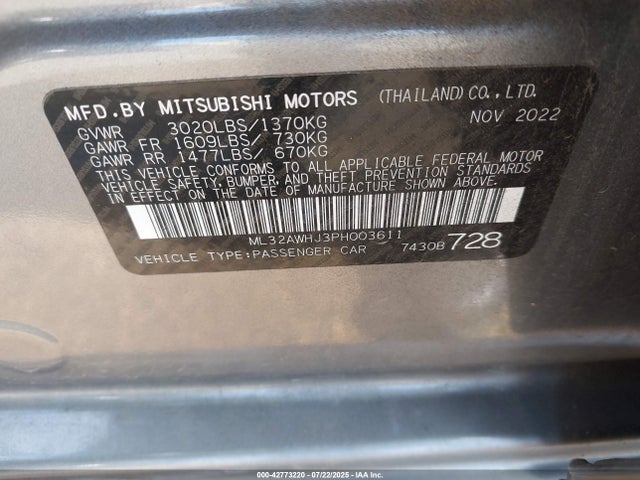 MFD.BY MITSUBISHI MOTORS (THAILAND)CO.,LTD.
NOV 2022
GVWR 3020LBS/1370KG
GAWR FR 1609LBS/ 730KG
GAWR RR 1477LBS/ 670KG
THIS VEHICLE CONFORMS TO ALL APPLICABLE FEDERAL MOTOR
VEHICLE SAFETY, BUMPER, AND THEFT PREVENTION STANDARDS
IN EFFECT ON THE DATE OF MANUFACTURE SHOWN ABOVE.
ML32AWHJ3PH003611
VEHICLE TYPE:PASSENGER CAR 7430B 728
000-42773220 - 07/22/2025 - IAA Inc.